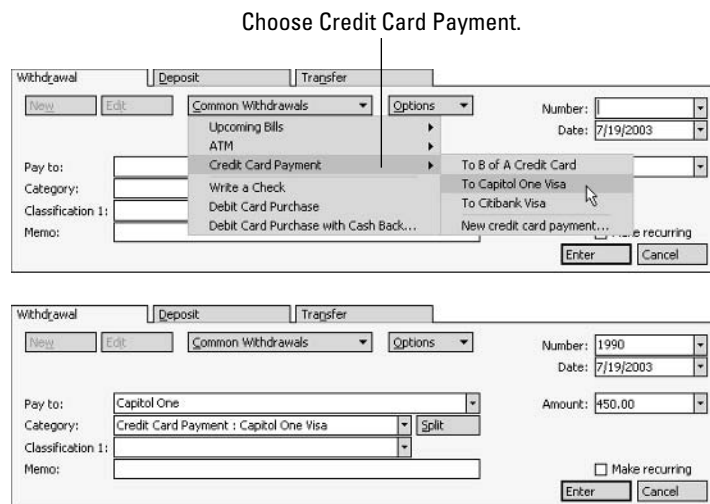 Choose Credit Card Payment.
Withdrawal Deposit Transfer
New Edit Common Withdrawals Options Number:
Upcoming Bills Date: 7/19/2003
ATM
Pay to: Credit Card Payment To B of A Credit Card
Category: Write a Check To Capitol One Visa
Classification 1: Debit Card Purchase To Citibank Visa
Memo: Debit Card Purchase with Cash Back... New credit card payment...
recurring
Enter Cancel
Withdrawal Deposit Transfer
New Edit Common Withdrawals Options Number: 1990
Date: 7/19/2003
Pay to: Capitol One Amount: 450.00
Category: Credit Card Payment : Capitol One Visa Split
Classification 1:
Memo: Make recurring
Enter Cancel